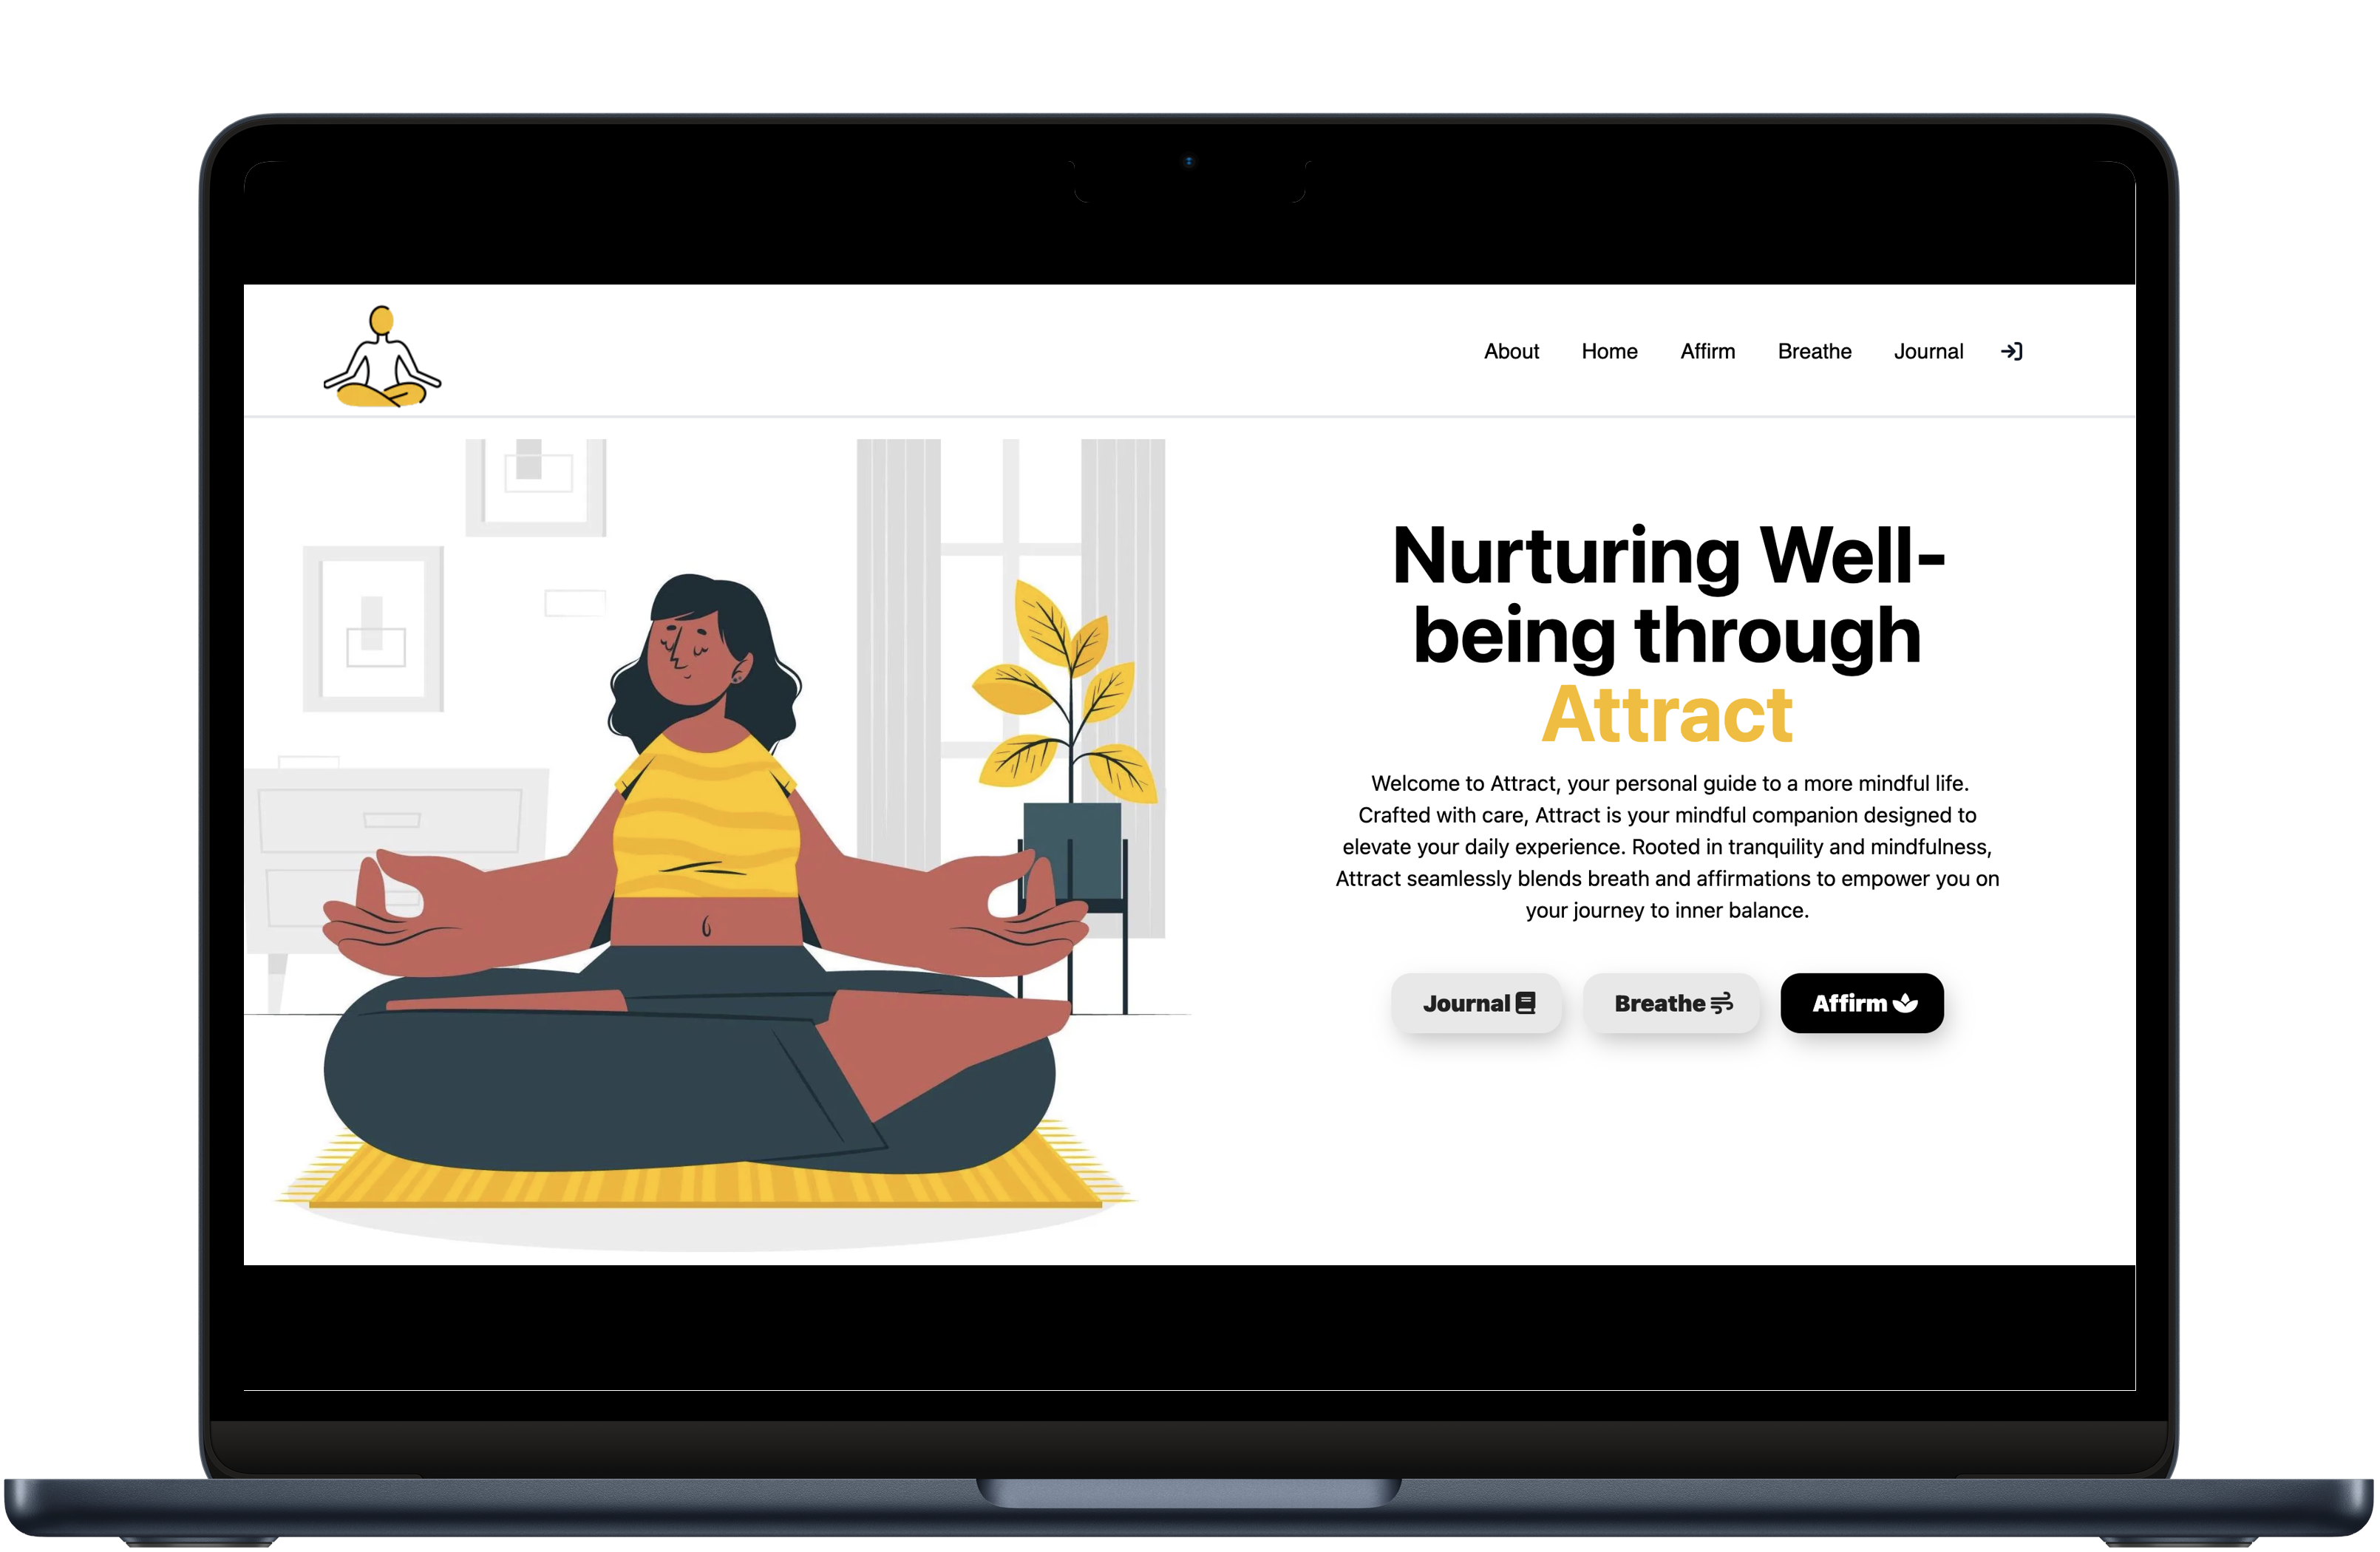 About Home Affirm Breathe Journal
Nurturing Well-
being through
Attract
Welcome to Attract, your personal guide to a more mindful life.
Crafted with care, Attract is your mindful companion designed to
elevate your daily experience. Rooted in tranquility and mindfulness,
Attract seamlessly blends breath and affirmations to empower you on
your journey to inner balance.
Journal Breathe Affirm